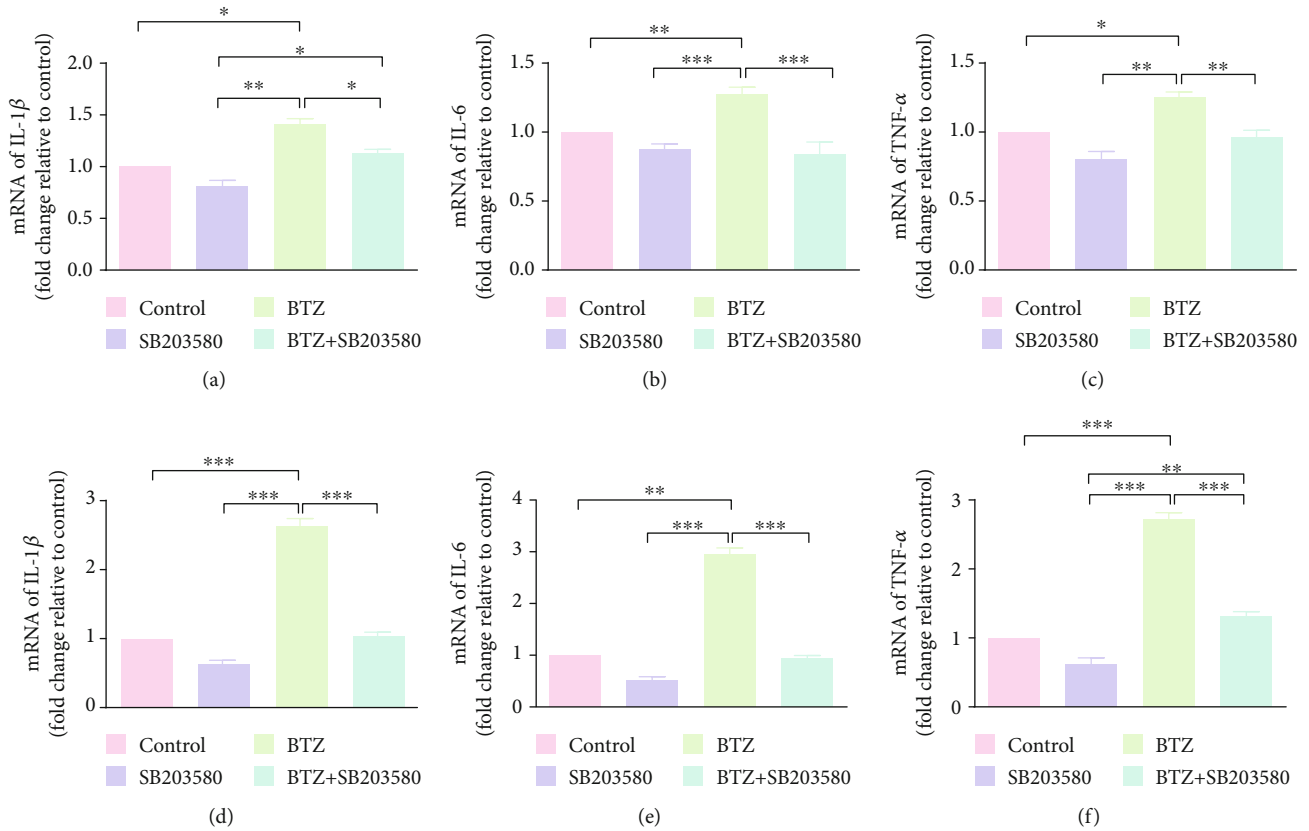 *
*
**
*
mRNA of IL-1β
(fold change relative to control)
2.0
1.5
1.0
0.5
0.0
Control
BTZ
SB203580
BTZ+SB203580
(a)
**
***
***
mRNA of IL-6
(fold change relative to control)
1.5
1.0
0.5
0.0
Control
BTZ
SB203580
BTZ+SB203580
(b)
*
**
**
mRNA of TNF-α
(fold change relative to control)
1.5
1.0
0.5
0.0
Control
BTZ
SB203580
BTZ+SB203580
(c)
***
***
***
mRNA of IL-1β
(fold change relative to control)
3
2
1
0
Control
BTZ
SB203580
BTZ+SB203580
(d)
**
***
***
mRNA of IL-6
(fold change relative to control)
4
3
2
1
0
Control
BTZ
SB203580
BTZ+SB203580
(e)
***
**
***
***
mRNA of TNF-α
(fold change relative to control)
3
2
1
0
Control
BTZ
SB203580
BTZ+SB203580
(f)